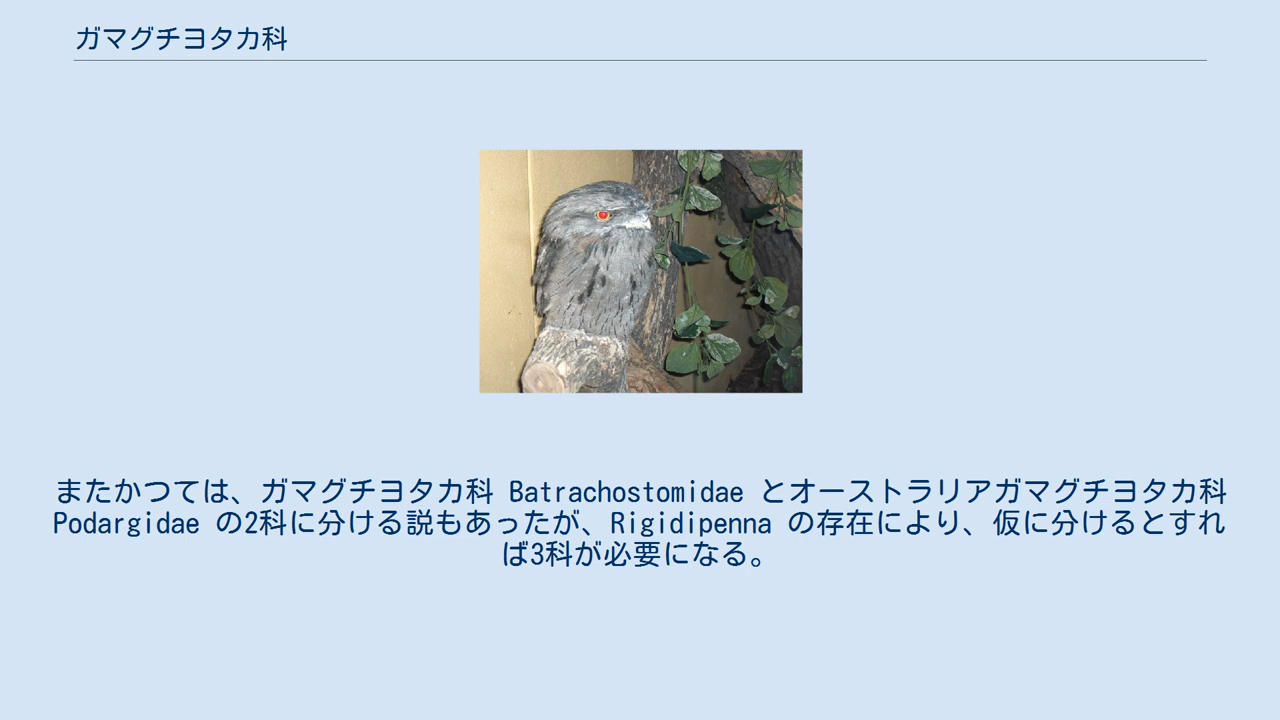 ガマグチヨタカ科
またかつては、ガマグチヨタカ科 Batrachostomidae とオーストラリアガマグチヨタカ科
Podargidae の2科に分ける説もあったが、Rigidipenna の存在により、仮に分けるとすれ
ば3科が必要になる。